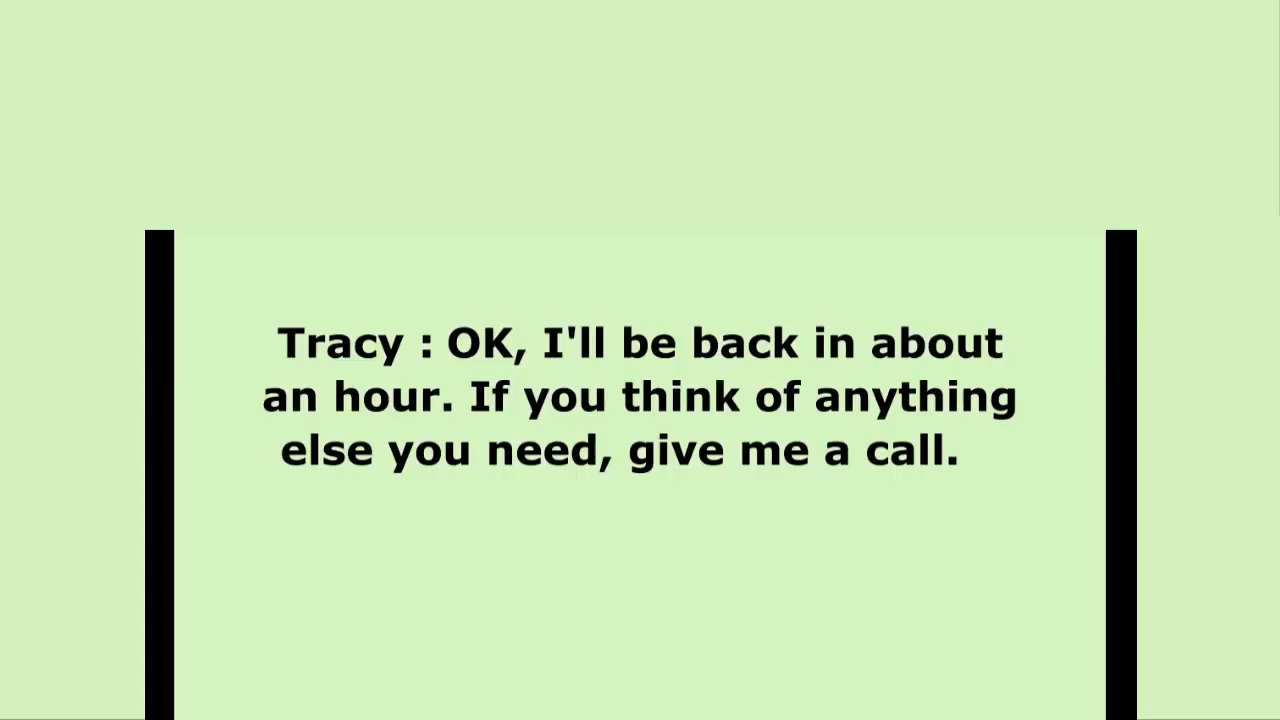 Tracy : OK, I'll be back in about
an hour. If you think of anything
else you need, give me a call.